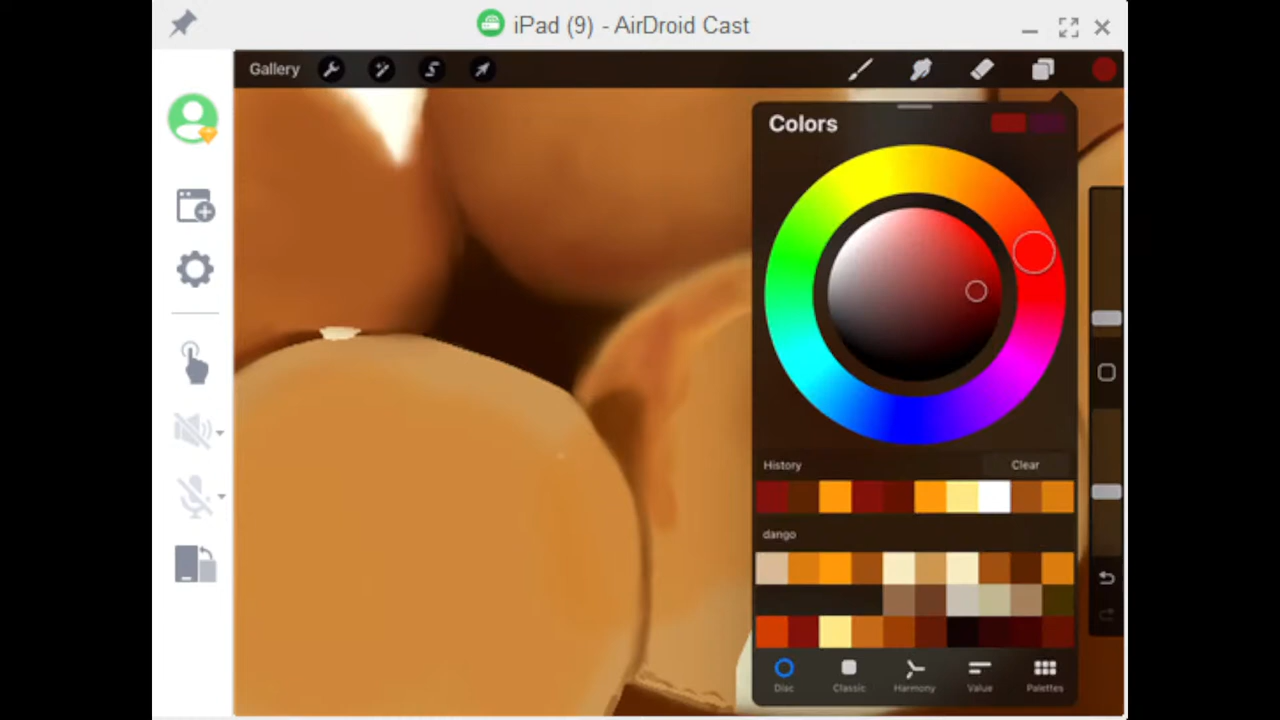 iPad (9) - AirDroid Cast
Gallery
Colors
History
Clear
dango
Disc
Classic
Harmony
Value
Palettes